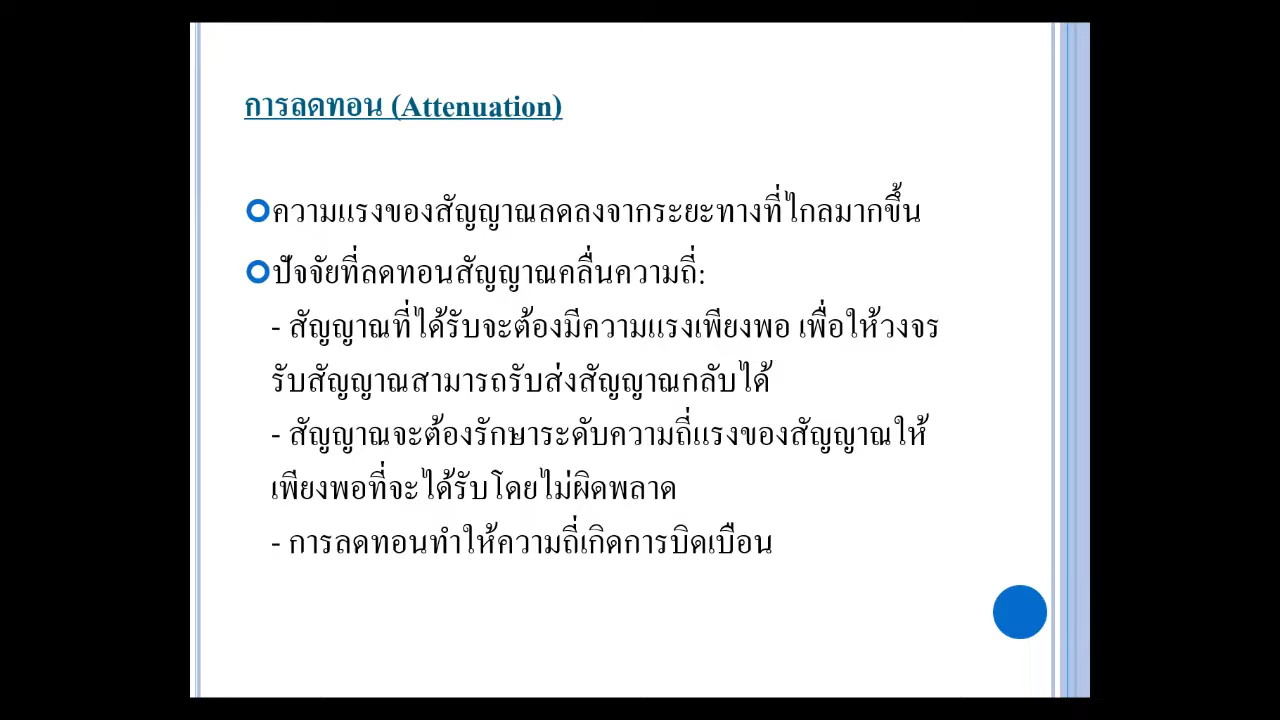 การลดทอน (Attenuation)
ความแรงของสัญญาณลดลงจากระยะทางที่ไกลมากขึ้น
ปัจจัยที่ลดทอนสัญญาณคลื่นความถี่:
- สัญญาณที่ได้รับจะต้องมีความแรงเพียงพอ เพื่อให้วงจร
รับสัญญาณสามารถรับส่งสัญญาณกลับได้
- สัญญาณจะต้องรักษาระดับความถี่แรงของสัญญาณให้
เพียงพอที่จะได้รับโดยไม่ผิดพลาด
- การลดทอนทำให้ความถี่เกิดการบิดเบือน